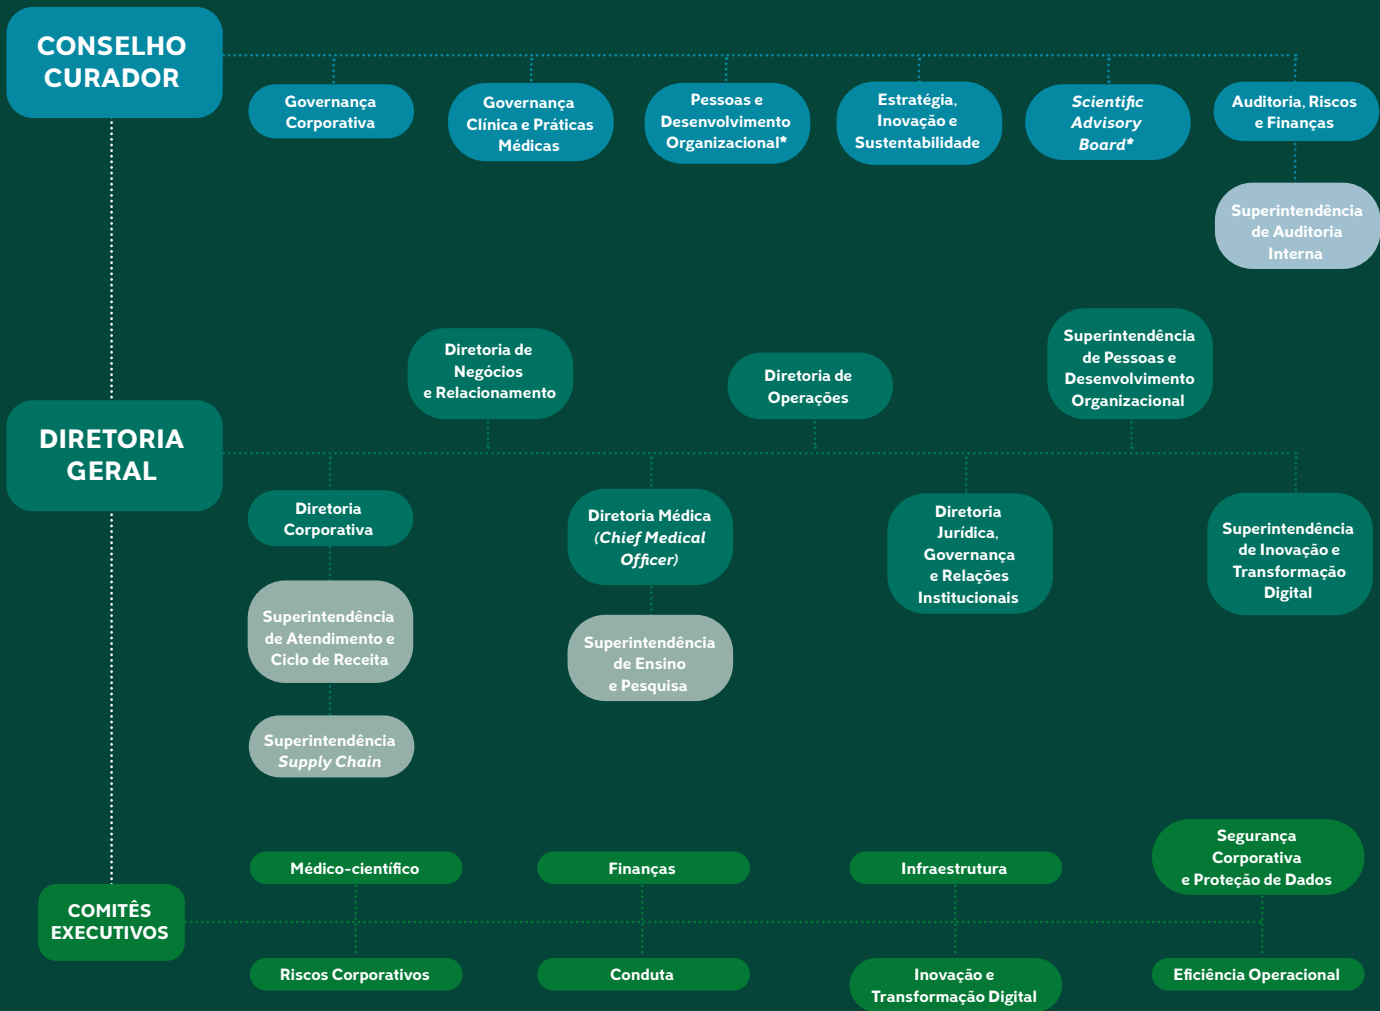 CONSELHO
CURADOR
Governança
Corporativa
Governança
Clínica e Práticas
Médicas
Pessoas e
Desenvolvimento
Organizacional*
Estratégia,
Inovação e
Sustentabilidade
Scientific
Advisory
Board*
Auditoria, Riscos
e Finanças
Superintendência
de Auditoria
Interna
DIRETORIA
GERAL
Diretoria de
Negócios
e Relacionamento
Diretoria de
Operações
Superintendência
de Pessoas e
Desenvolvimento
Organizacional
Diretoria
Corporativa
Superintendência
de Atendimento e
Ciclo de Receita
Superintendência
Supply Chain
Diretoria Médica
(Chief Medical
Officer)
Superintendência
de Ensino
e Pesquisa
Diretoria
Jurídica,
Governança
e Relações
Institucionais
Superintendência
de Inovação e
Transformação
Digital
COMITÊS
EXECUTIVOS
Médico-científico
Finanças
Infraestrutura
Segurança
Corporativa
e Proteção de Dados
Riscos Corporativos
Conduta
Inovação e
Transformação Digital
Eficiência Operacional